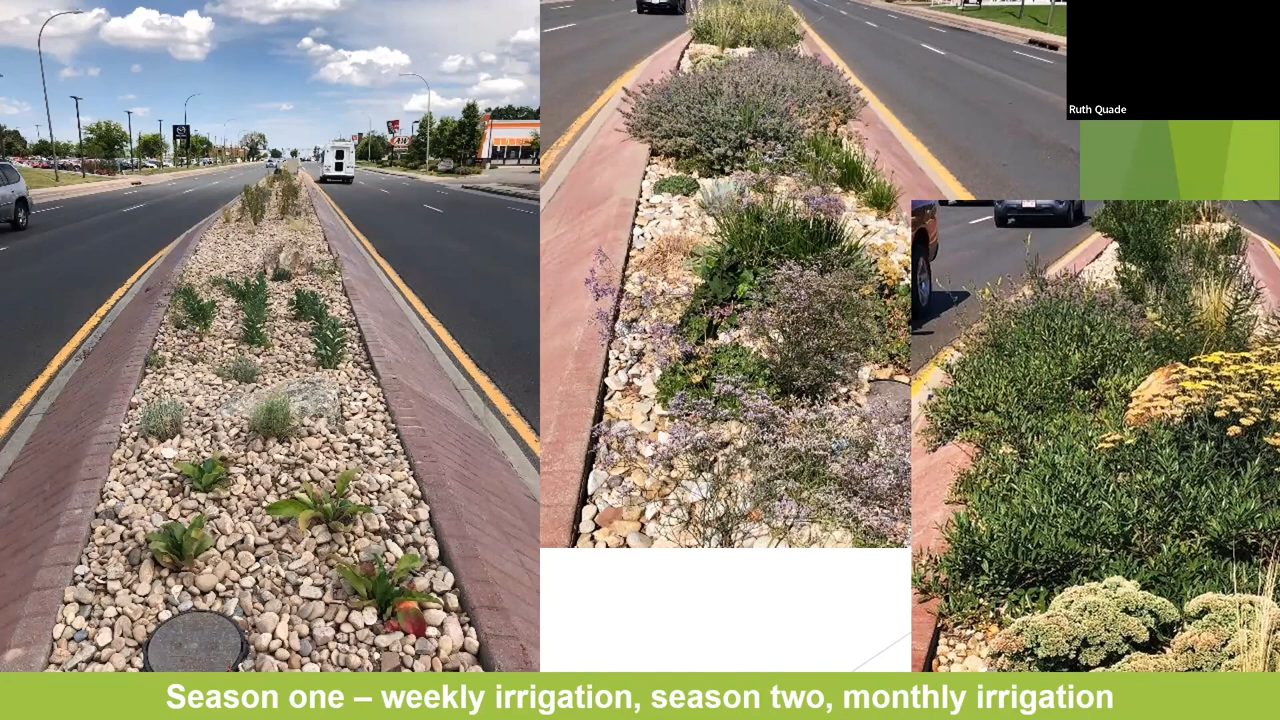 Ruth Quade
Season one – weekly irrigation, season two, monthly irrigation